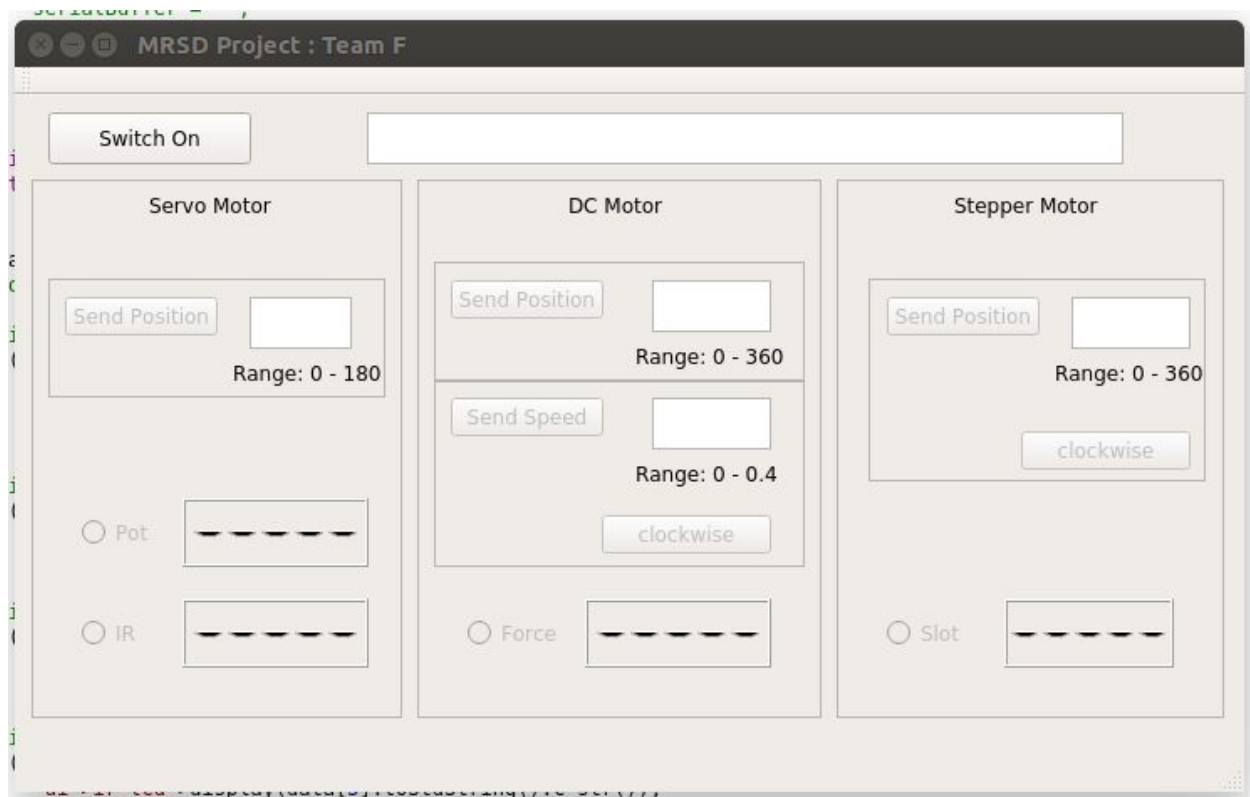 MRSD Project : Team F
Switch On
Servo Motor
Send Position
Range: 0 - 180
Pot
IR
DC Motor
Send Position
Range: 0 - 360
Send Speed
Range: 0 - 0.4
clockwise
Force
Stepper Motor
Send Position
Range: 0 - 360
clockwise
Slot